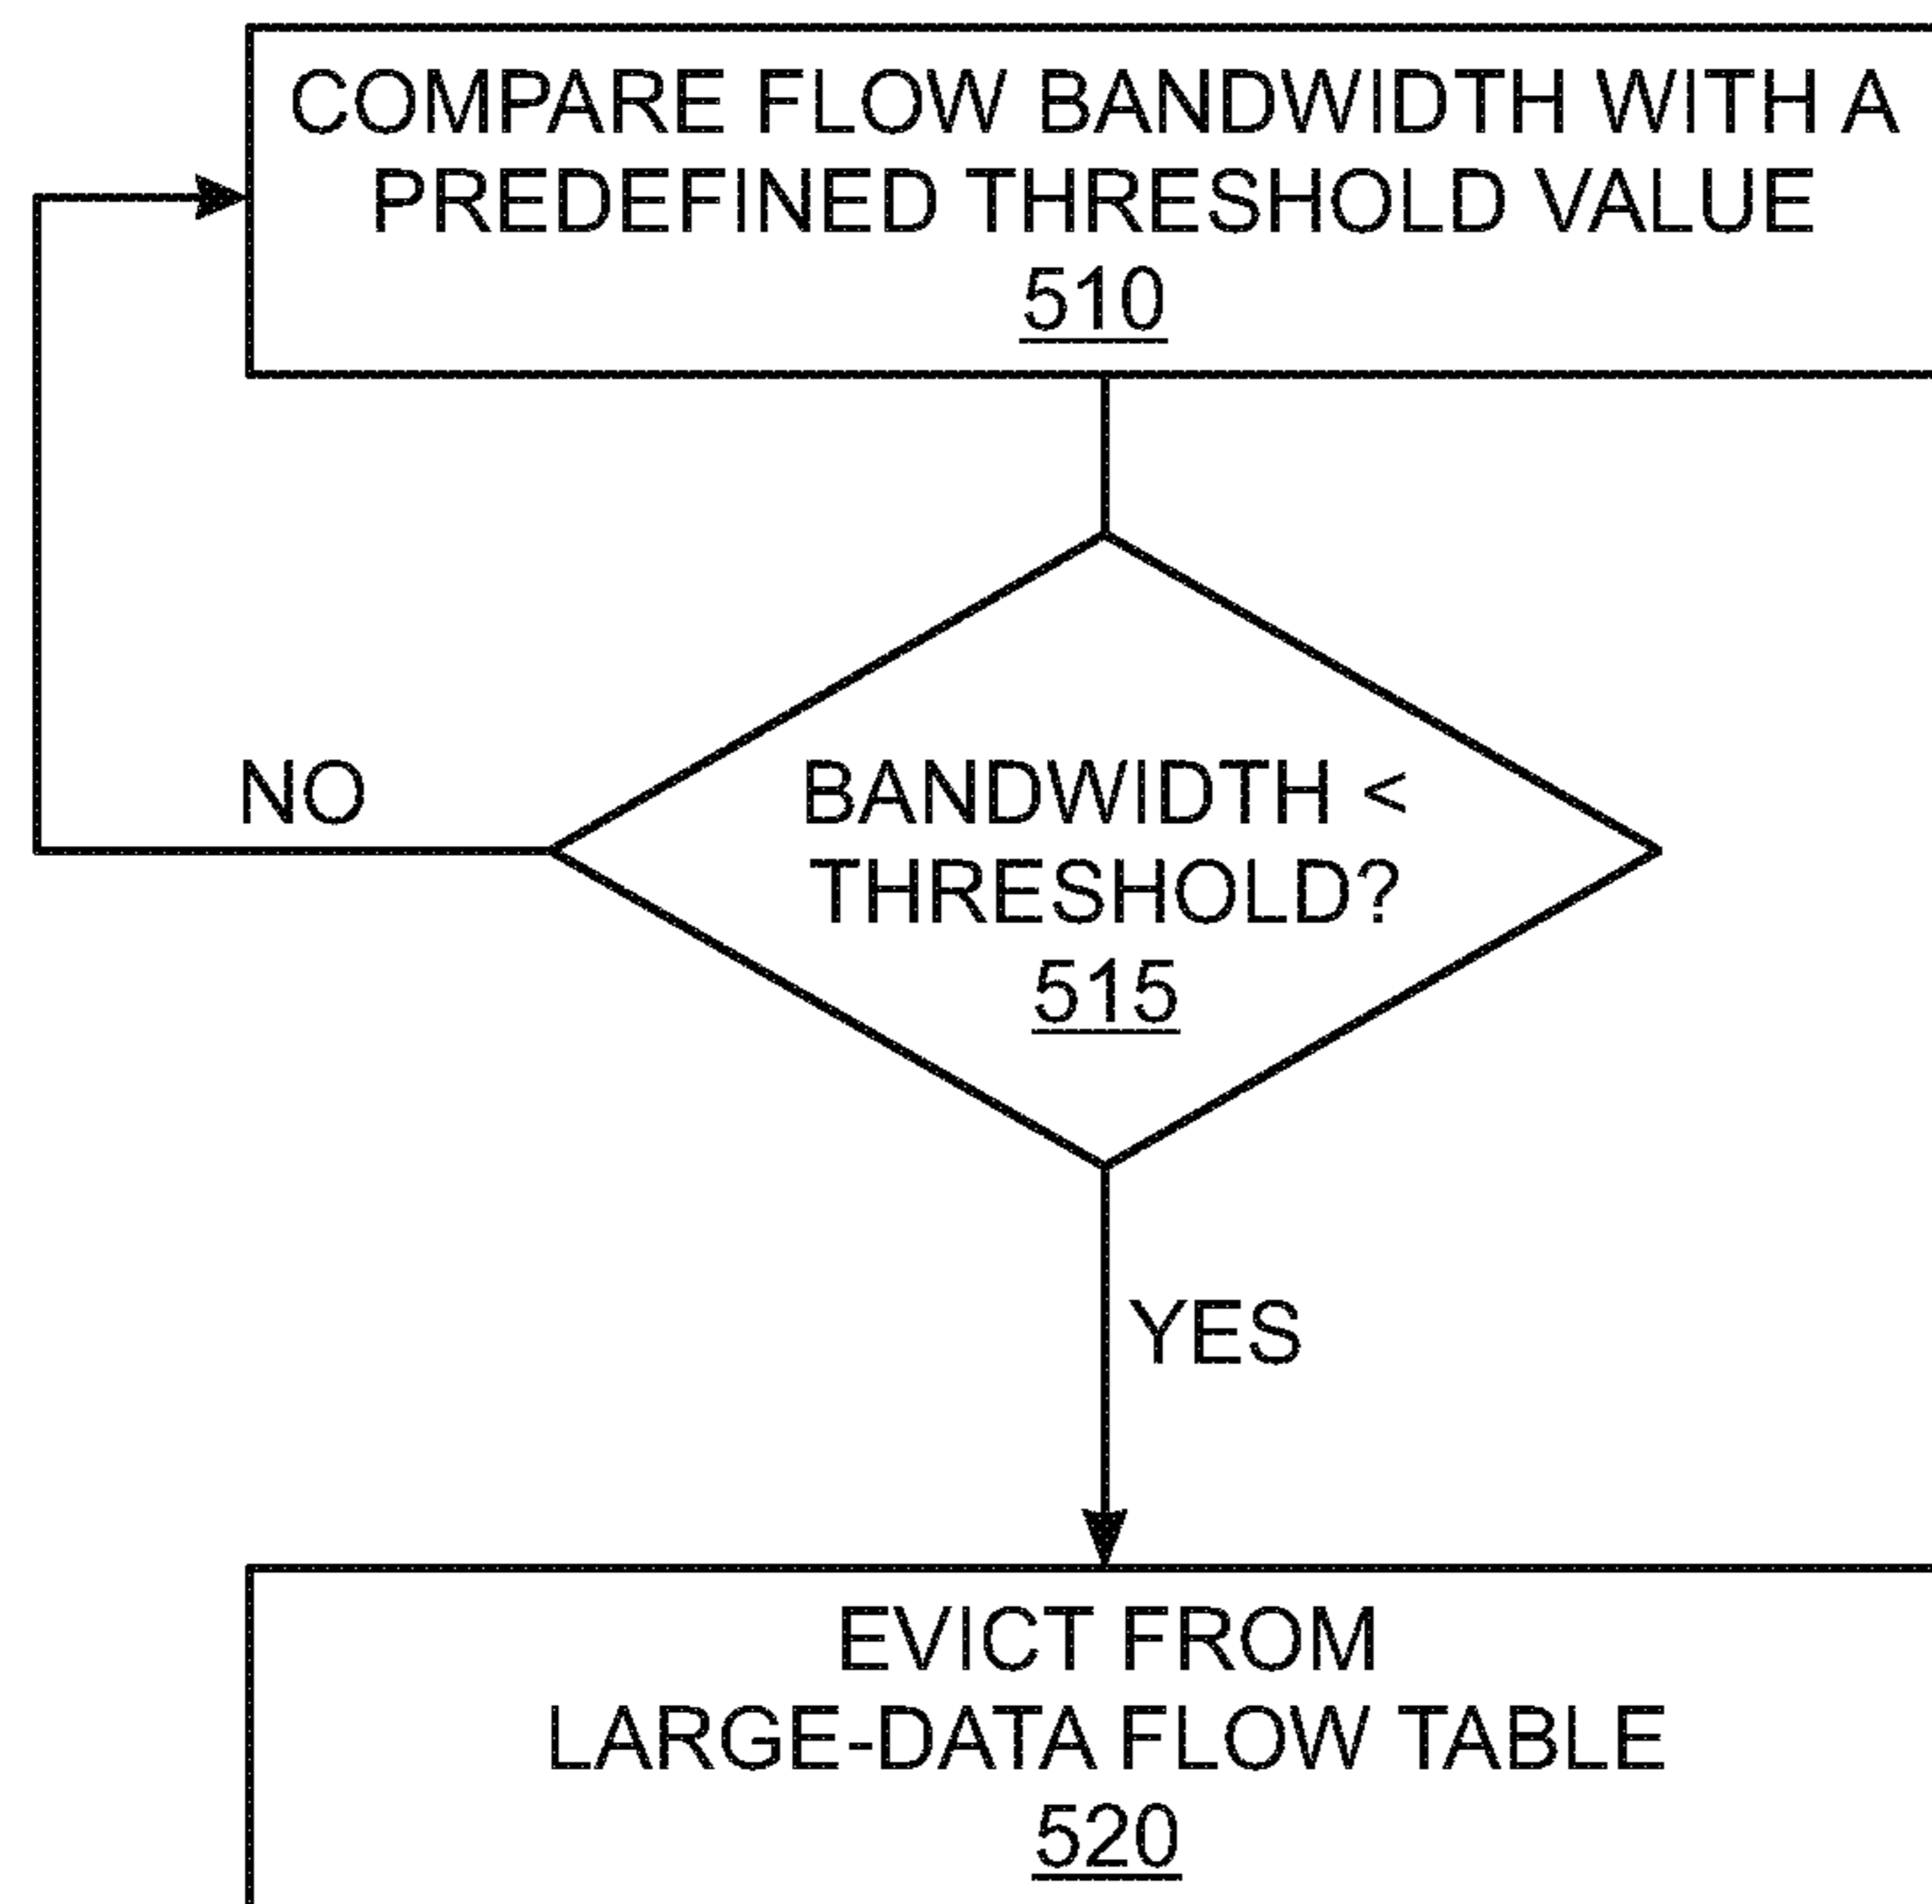 COMPARE FLOW BANDWIDTH WITH A
PREDEFINED THRESHOLD VALUE
510
NO
BANDWIDTH <
THRESHOLD?
515
YES
EVICT FROM
LARGE-DATA FLOW TABLE
520